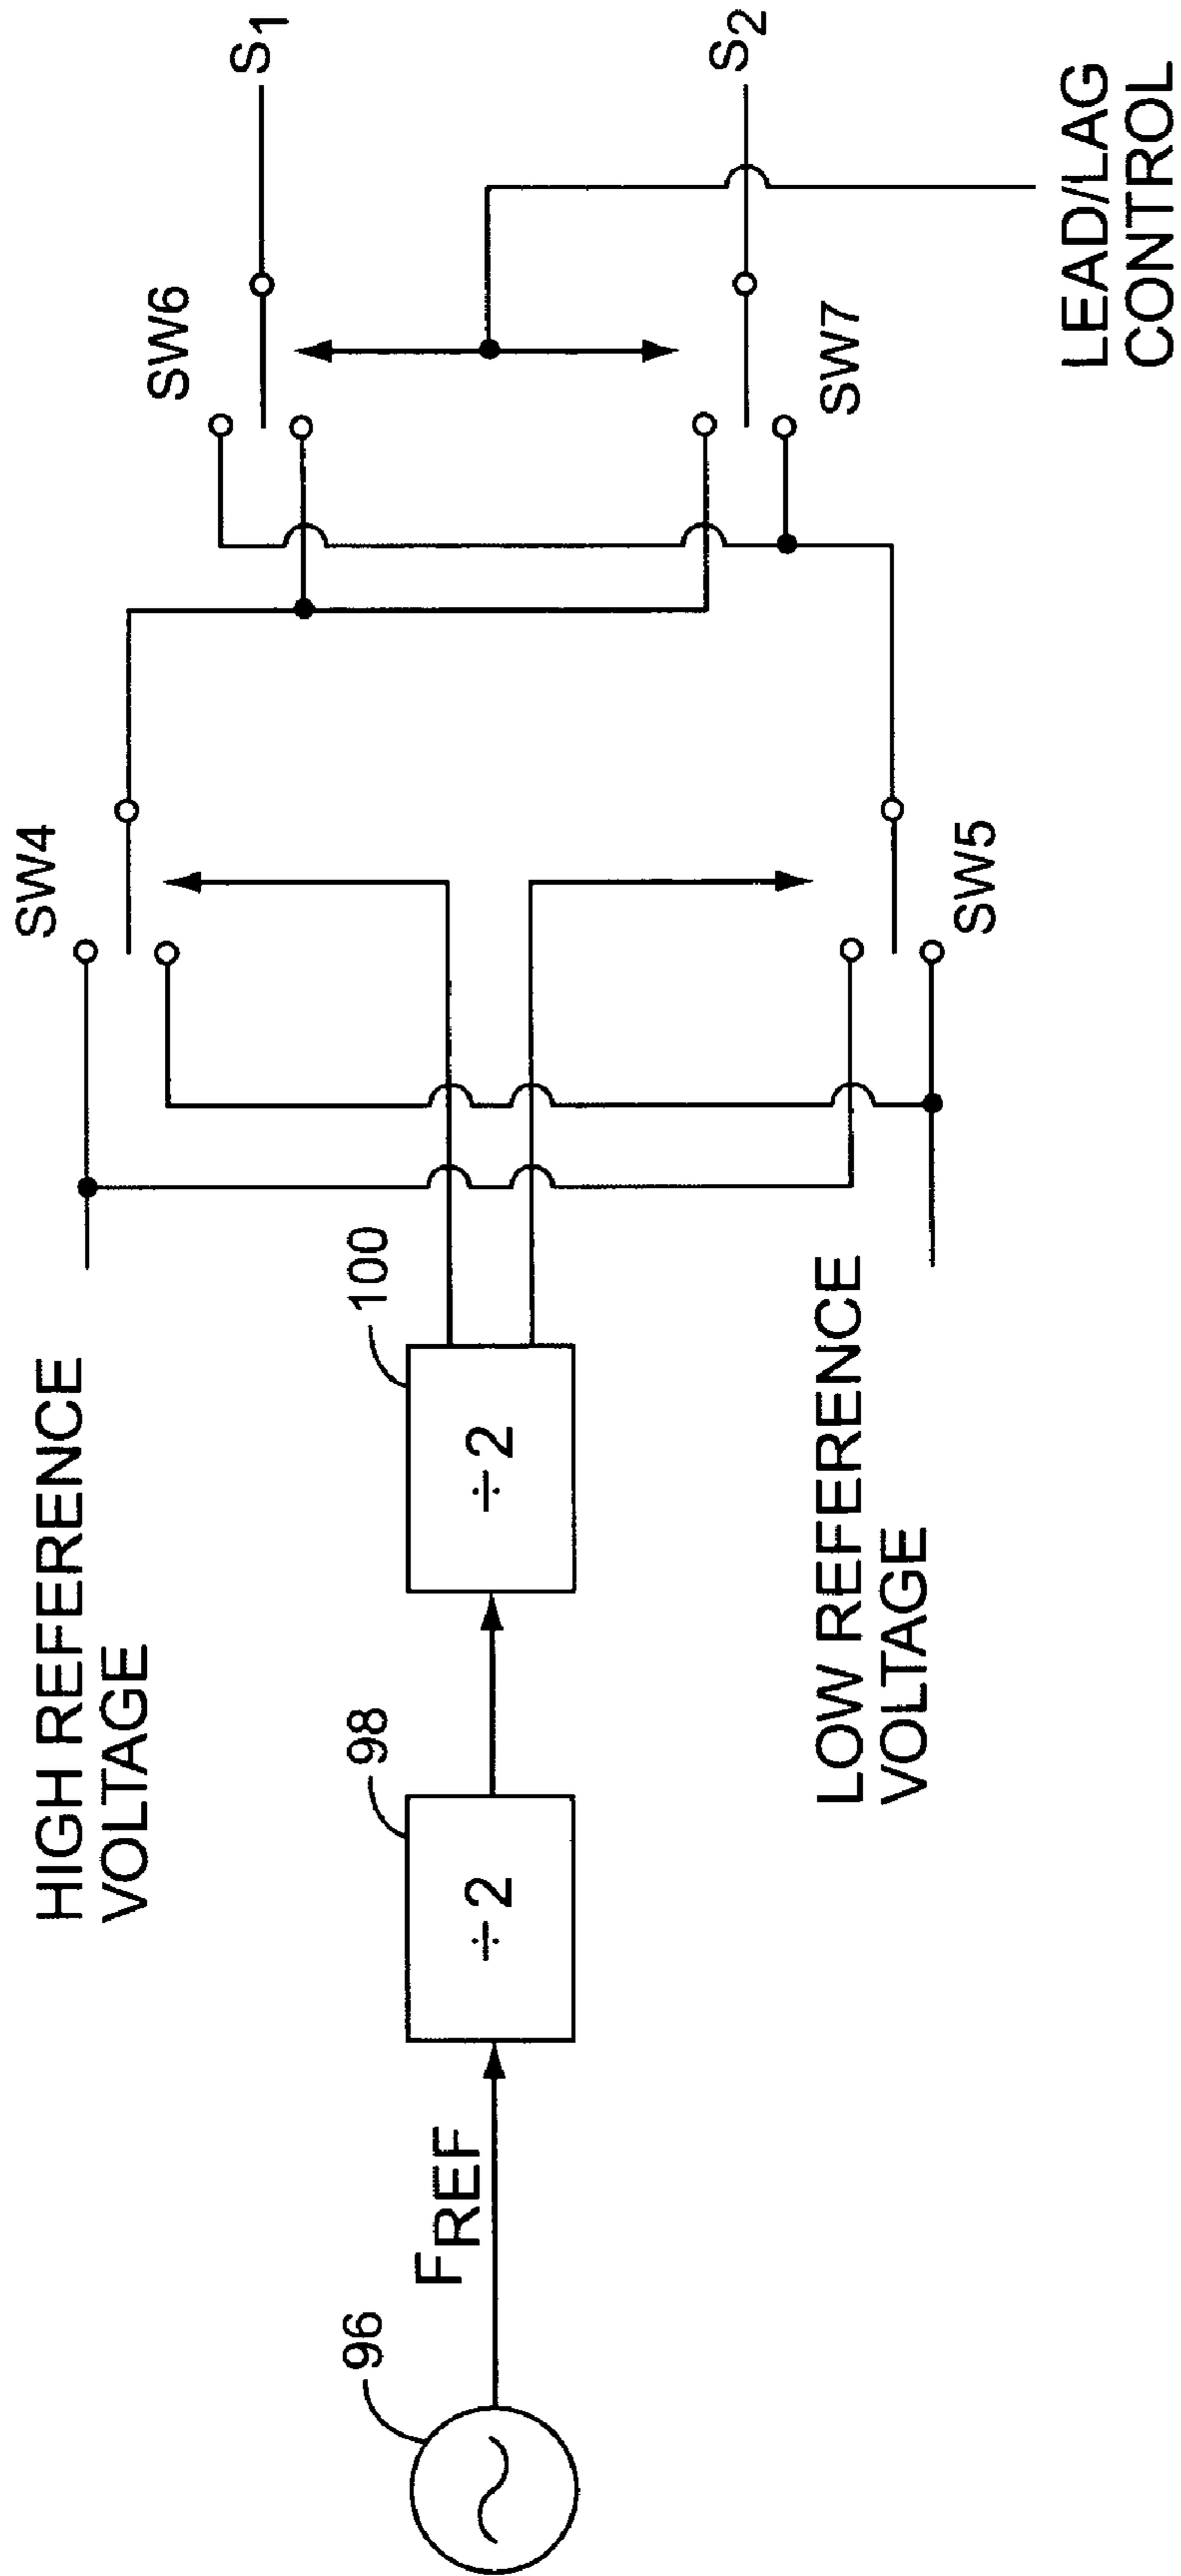 96
F_REF
98
÷2
100
÷2
HIGH REFERENCE
VOLTAGE
LOW REFERENCE
VOLTAGE
SW4
SW5
SW6
SW7
S1
S2
LEAD/LAG
CONTROL